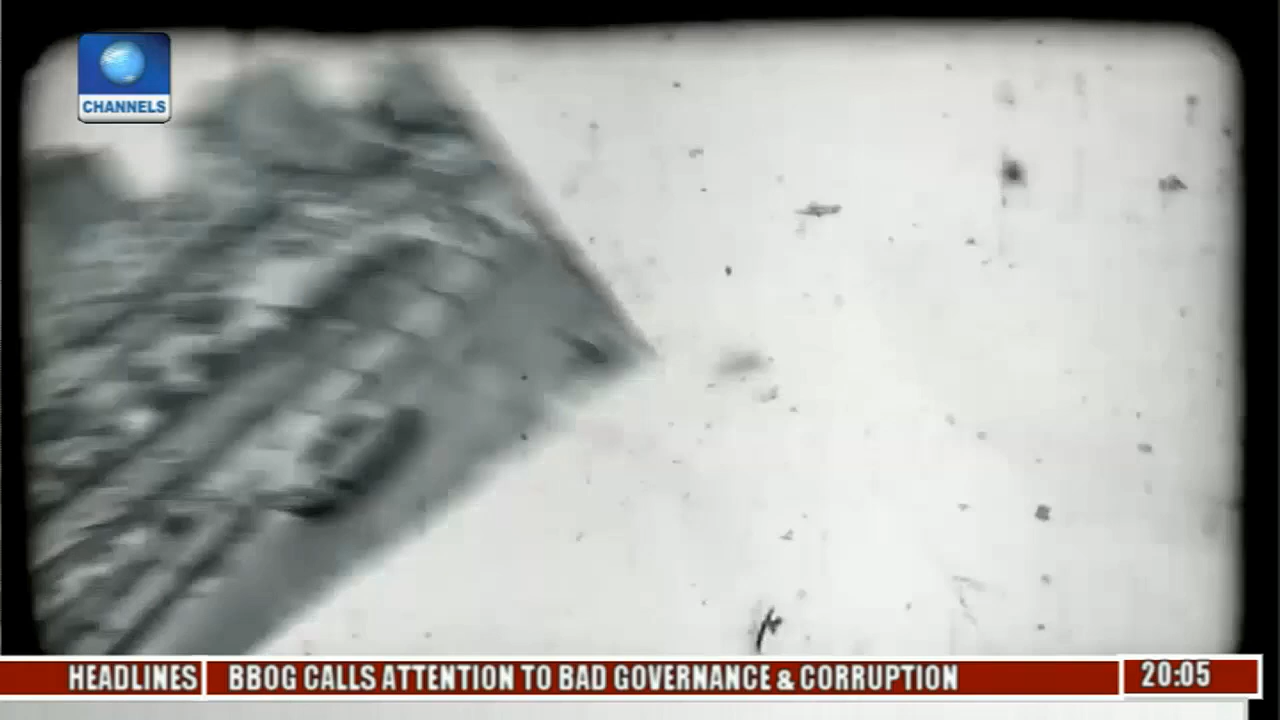 CHANNELS
HEADLINES
BBOG CALLS ATTENTION TO BAD GOVERNANCE & CORRUPTION
20:05